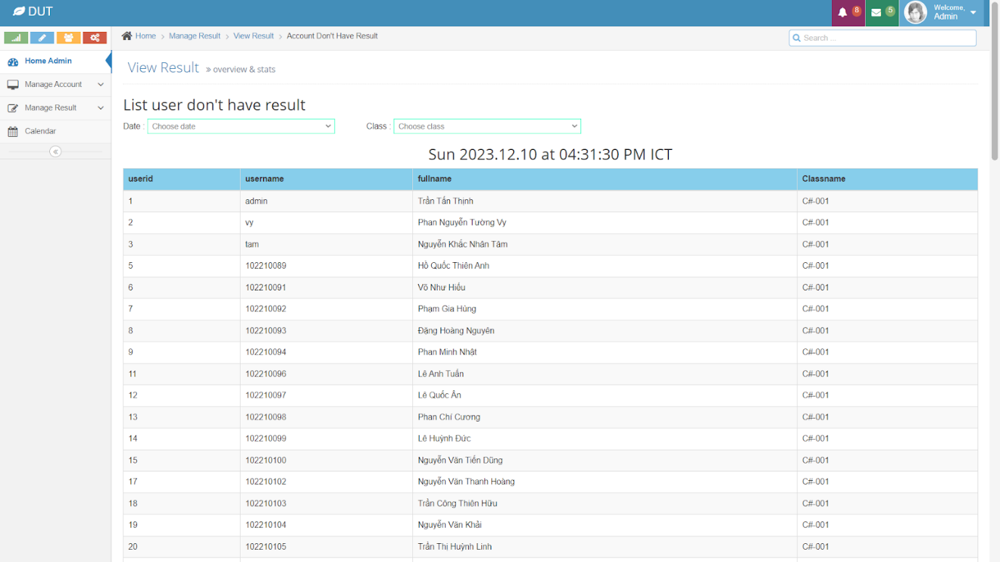 DUT
8
5
Welcome,
Admin
Home > Manage Result > View Result > Account Don't Have Result
Search ...
Home Admin
Manage Account
Manage Result
Calendar
View Result » overview & stats
List user don't have result
Date : Choose date Class : Choose class
Sun 2023.12.10 at 04:31:30 PM ICT
userid username fullname Classname
1 admin Trần Tấn Thịnh C#-001
2 vy Phan Nguyễn Tường Vy C#-001
3 tam Nguyễn Khắc Nhân Tâm C#-001
5 102210089 Hồ Quốc Thiên Anh C#-001
6 102210091 Võ Như Hiếu C#-001
7 102210092 Phạm Gia Hùng C#-001
8 102210093 Đặng Hoàng Nguyên C#-001
9 102210094 Phan Minh Nhật C#-001
11 102210096 Lê Anh Tuấn C#-001
12 102210097 Lê Quốc Ân C#-001
13 102210098 Phan Chí Cương C#-001
14 102210099 Lê Huỳnh Đức C#-001
15 102210100 Nguyễn Văn Tiến Dũng C#-001
17 102210102 Nguyễn Văn Thanh Hoàng C#-001
18 102210103 Trần Công Thiên Hữu C#-001
19 102210104 Nguyễn Văn Khải C#-001
20 102210105 Trần Thị Huỳnh Linh C#-001